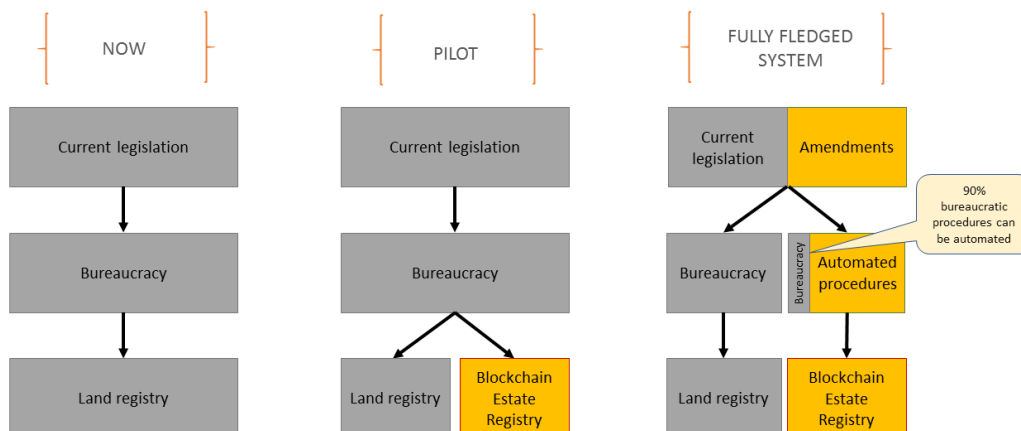 NOW
PILOT
FULLY FLEDGED
SYSTEM
Current legislation
Current legislation
Current
legislation
Amendments
90%
bureaucratic
procedures can
be automated
Bureaucracy
Bureaucracy
Bureaucracy
Bureaucracy
Automated
procedures
Land registry
Land registry
Blockchain
Estate
Registry
Land registry
Blockchain
Estate
Registry